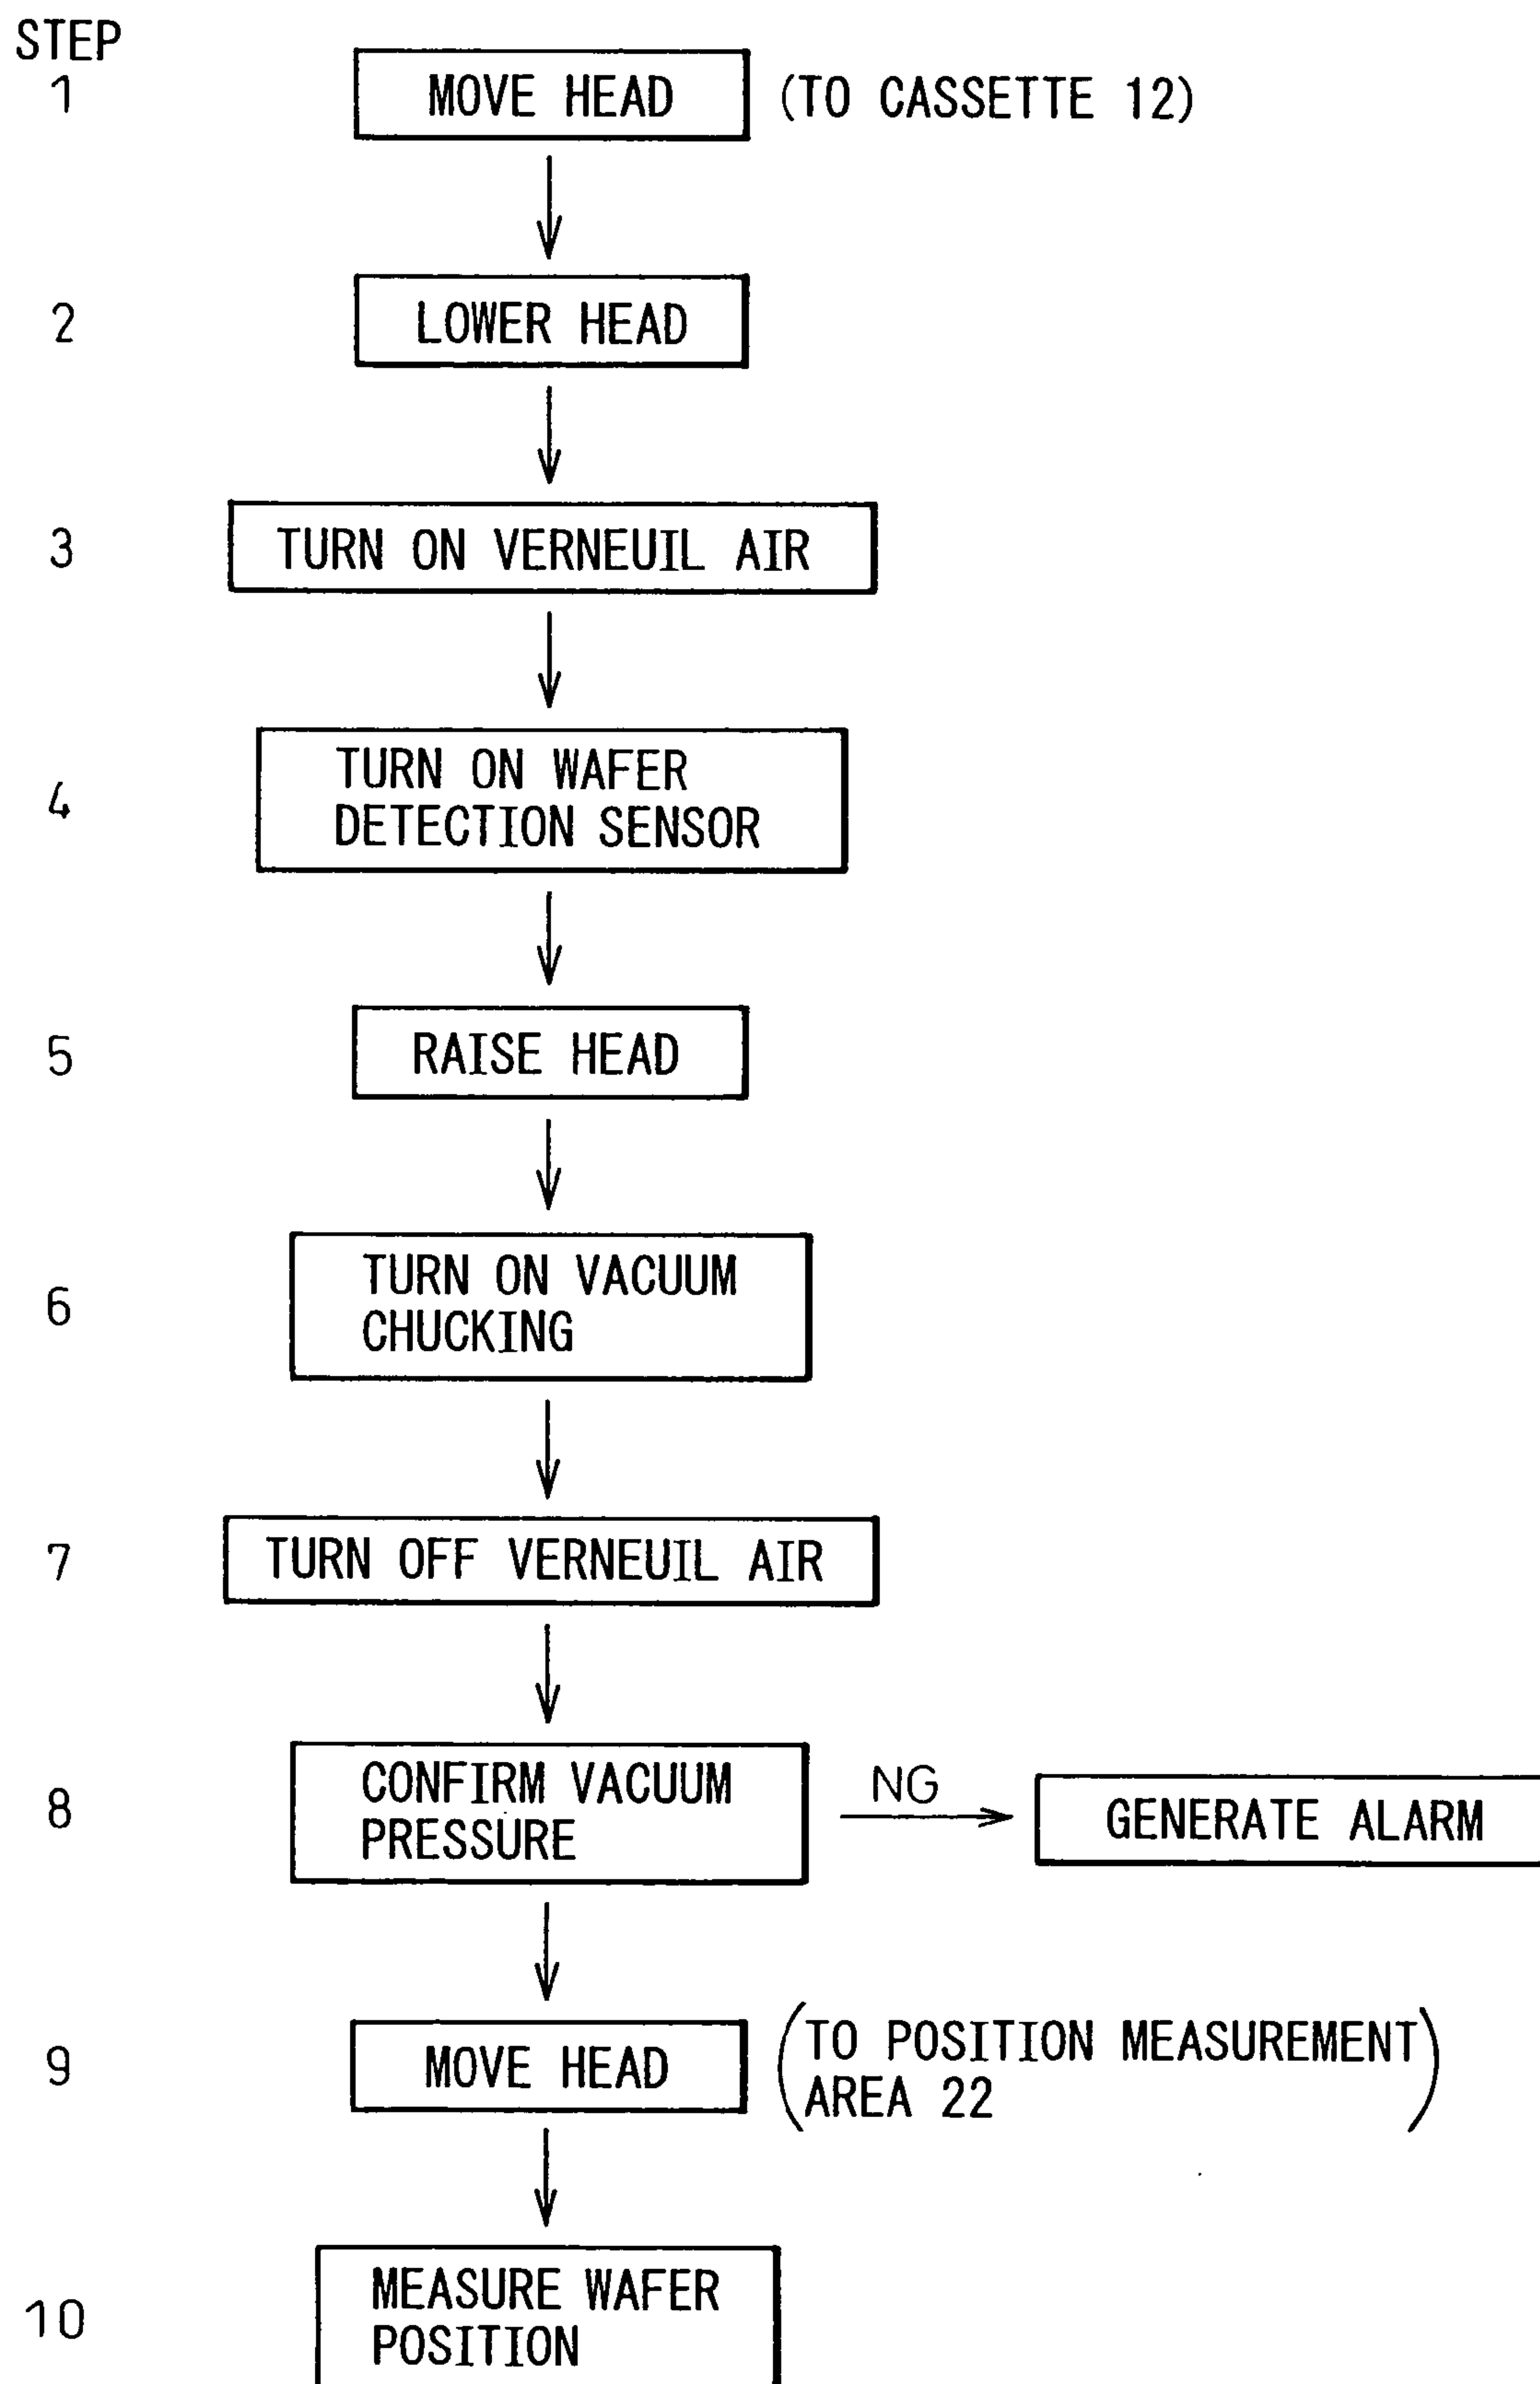 STEP
1
MOVE HEAD
(TO CASSETTE 12)
2
LOWER HEAD
3
TURN ON VERNEUIL AIR
4
TURN ON WAFER
DETECTION SENSOR
5
RAISE HEAD
6
TURN ON VACUUM
CHUCKING
7
TURN OFF VERNEUIL AIR
8
CONFIRM VACUUM
PRESSURE
NG
GENERATE ALARM
9
MOVE HEAD
(TO POSITION MEASUREMENT
AREA 22)
10
MEASURE WAFER
POSITION